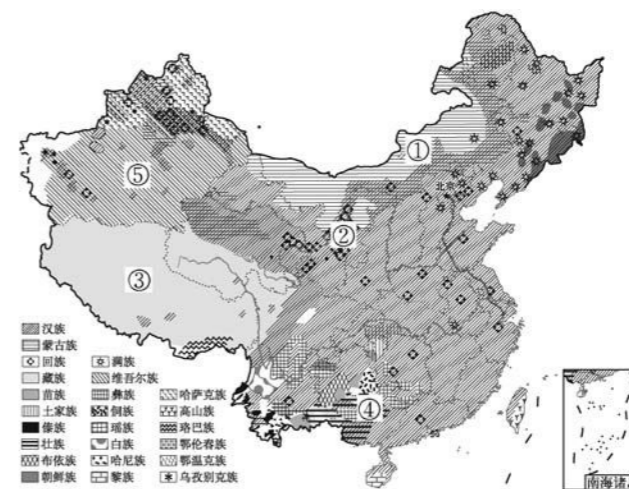 ①
北京
⑤
②
③
④
汉族
蒙古族
回族 满族
藏族 维吾尔族
苗族 彝族 哈萨克族
土家族 侗族 高山族
傣族 瑶族 珞巴族
壮族 白族 鄂伦春族
布依族 哈尼族 鄂温克族
朝鲜族 黎族 乌孜别克族
南海诸